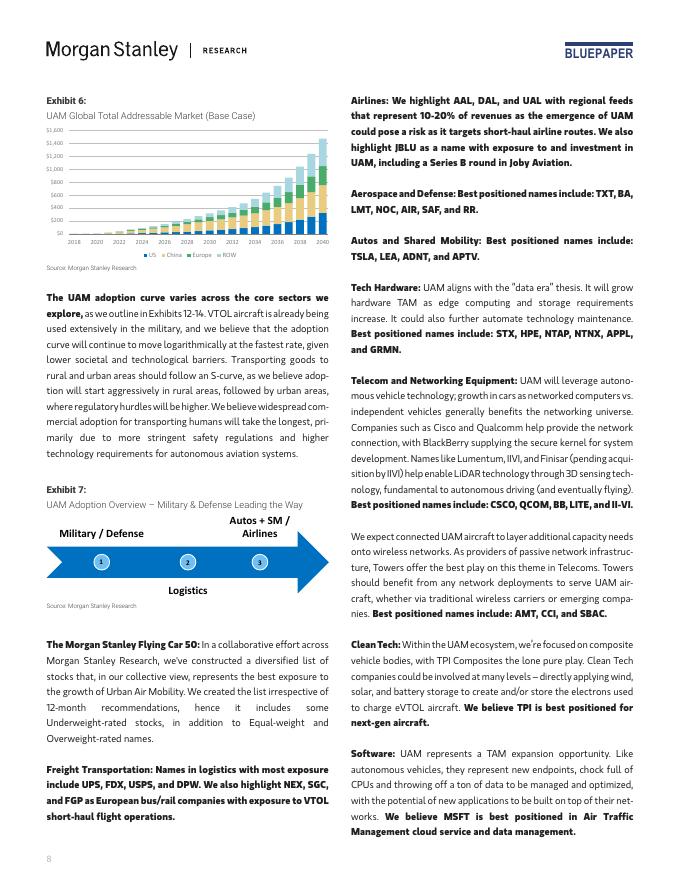 Morgan Stanley | RESEARCH
BLUEPAPER
Exhibit 6:
UAM Global Total Addressable Market (Base Case)
$1,600
$1,400
$1,200
$1,000
$800
$600
$400
$200
$0
2018 2020 2022 2024 2026 2028 2030 2032 2034 2036 2038 2040
US China Europe ROW
Source: Morgan Stanley Research
The UAM adoption curve varies across the core sectors we
explore, as we outline in Exhibits 12-14. VTOL aircraft is already being
used extensively in the military, and we believe that the adoption
curve will continue to move logarithmically at the fastest rate, given
lower societal and technological barriers. Transporting goods to
rural and urban areas should follow an S-curve, as we believe adop-
tion will start aggressively in rural areas, followed by urban areas,
where regulatory hurdles will be higher. We believe widespread com-
mercial adoption for transporting humans will take the longest, pri-
marily due to more stringent safety regulations and higher
technology requirements for autonomous aviation systems.
Exhibit 7:
UAM Adoption Overview – Military & Defense Leading the Way
Military / Defense
Autos + SM /
Airlines
1 2 3
Logistics
Source: Morgan Stanley Research
The Morgan Stanley Flying Car 50: In a collaborative effort across
Morgan Stanley Research, we've constructed a diversified list of
stocks that, in our collective view, represents the best exposure to
the growth of Urban Air Mobility. We created the list irrespective of
12-month recommendations, hence it includes some
Underweight-rated stocks, in addition to Equal-weight and
Overweight-rated names.
Freight Transportation: Names in logistics with most exposure
include UPS, FDX, USPS, and DPW. We also highlight NEX, SGC,
and FGP as European bus/rail companies with exposure to VTOL
short-haul flight operations.
Airlines: We highlight AAL, DAL, and UAL with regional feeds
that represent 10-20% of revenues as the emergence of UAM
could pose a risk as it targets short-haul airline routes. We also
highlight JBLU as a name with exposure to and investment in
UAM, including a Series B round in Joby Aviation.
Aerospace and Defense: Best positioned names include: TXT, BA,
LMT, NOC, AIR, SAF, and RR.
Autos and Shared Mobility: Best positioned names include:
TSLA, LEA, ADNT, and APTV.
Tech Hardware: UAM aligns with the "data era" thesis. It will grow
hardware TAM as edge computing and storage requirements
increase. It could also further automate technology maintenance.
Best positioned names include: STX, HPE, NTAP, NTNX, APPL,
and GRMN.
Telecom and Networking Equipment: UAM will leverage autono-
mous vehicle technology; growth in cars as networked computers vs.
independent vehicles generally benefits the networking universe.
Companies such as Cisco and Qualcomm help provide the network
connection, with BlackBerry supplying the secure kernel for system
development. Names like Lumentum, IIVI, and Finisar (pending acqui-
sition by IIVI) help enable LiDAR technology through 3D sensing tech-
nology, fundamental to autonomous driving (and eventually flying).
Best positioned names include: CSCO, QCOM, BB, LITE, and II-VI.
We expect connected UAM aircraft to layer additional capacity needs
onto wireless networks. As providers of passive network infrastruc-
ture, Towers offer the best play on this theme in Telecoms. Towers
should benefit from any network deployments to serve UAM air-
craft, whether via traditional wireless carriers or emerging compa-
nies. Best positioned names include: AMT, CCI, and SBAC.
Clean Tech: Within the UAM ecosystem, we're focused on composite
vehicle bodies, with TPI Composites the lone pure play. Clean Tech
companies could be involved at many levels – directly applying wind,
solar, and battery storage to create and/or store the electrons used
to charge eVTOL aircraft. We believe TPI is best positioned for
next-gen aircraft.
Software: UAM represents a TAM expansion opportunity. Like
autonomous vehicles, they represent new endpoints, chock full of
CPUs and throwing off a ton of data to be managed and optimized,
with the potential of new applications to be built on top of their net-
works. We believe MSFT is best positioned in Air Traffic
Management cloud service and data management.
8